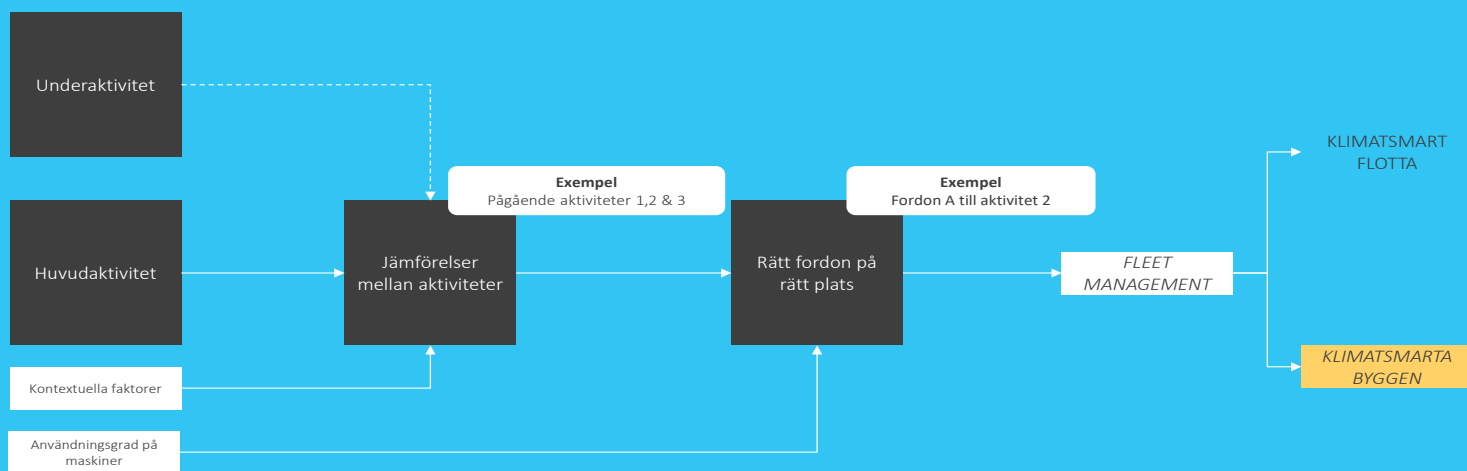 Underaktivitet
Huvudaktivitet
Kontextuella faktorer
Användningsgrad på
maskiner
Jämförelser
mellan aktiviteter
Exempel
Pågående aktiviteter 1,2 & 3
Rätt fordon på
rätt plats
Exempel
Fordon A till aktivitet 2
FLEET
MANAGEMENT
KLIMATSMART
FLOTTA
KLIMATSMARTA
BYGGEN